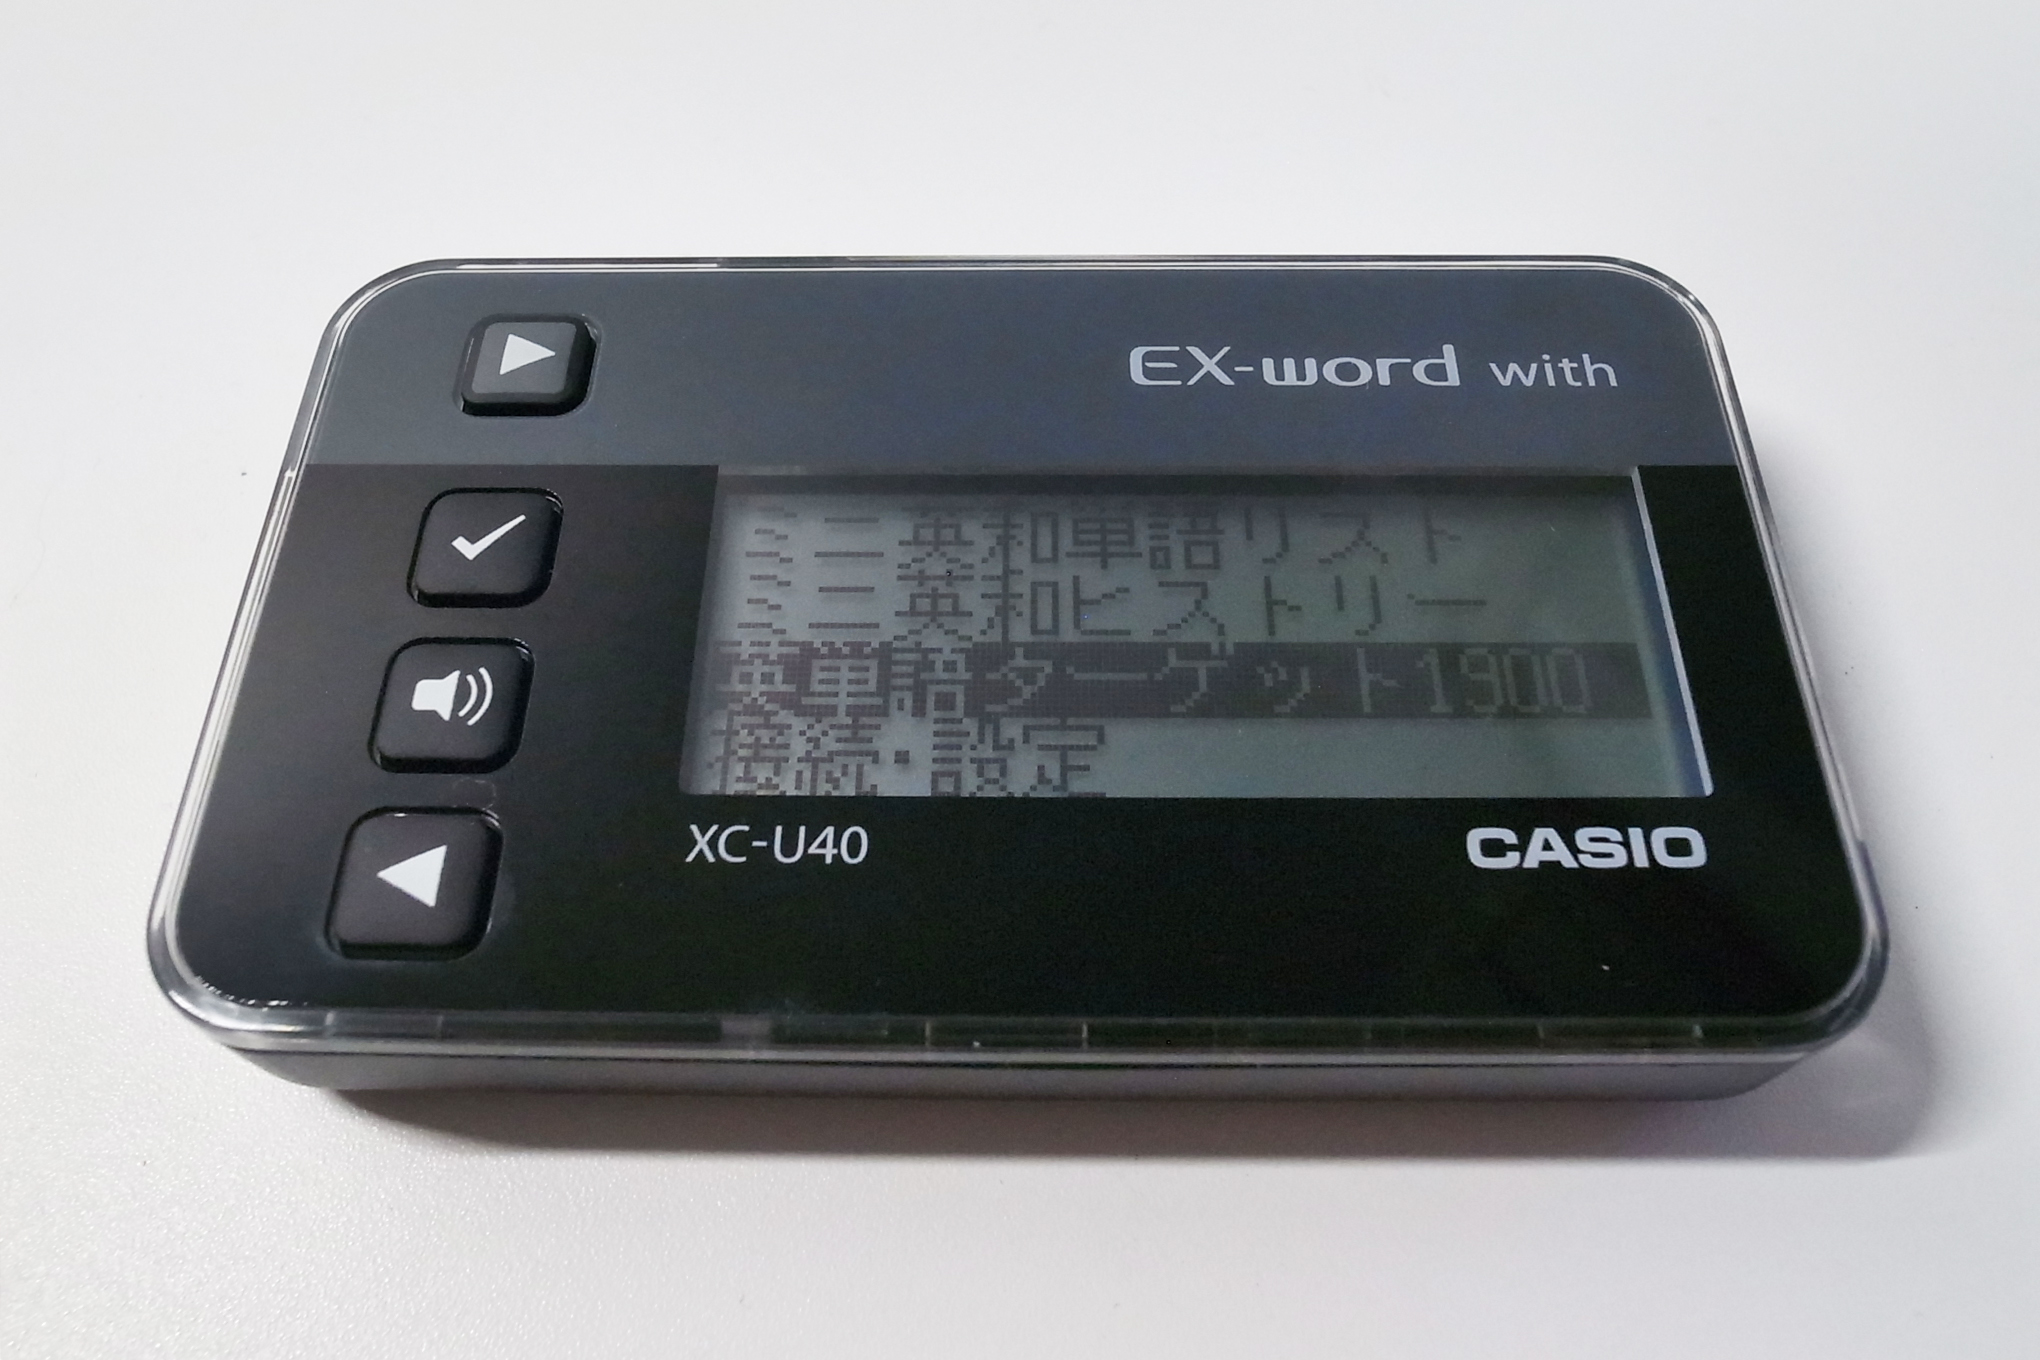 EX-word with
ミニ英和単語リスト
ミニ英和ヒストリー
英単語ターゲット1900
接続・設定
XC-U40
CASIO